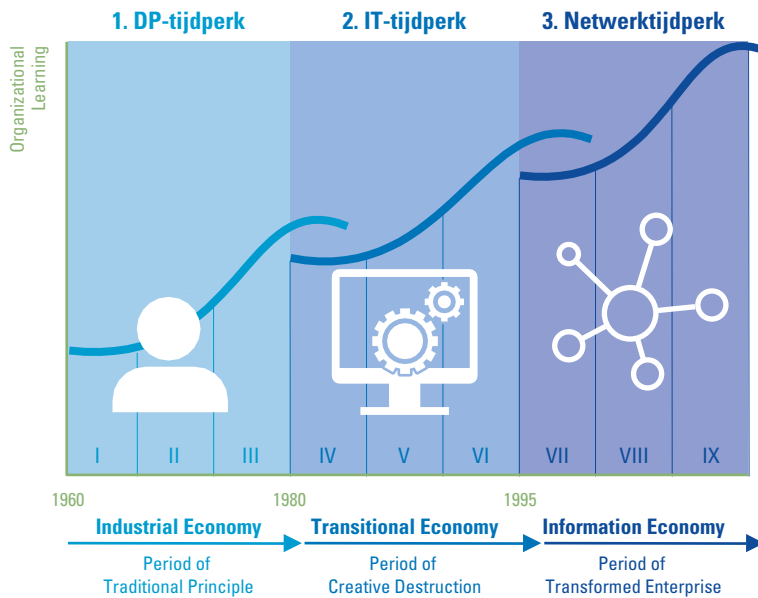 1. DP-tijdperk
2. IT-tijdperk
3. Netwerktijdperk
Organizational
Learning
I
II
III
IV
V
VI
VII
VIII
IX
1960
1980
1995
Industrial Economy
Transitional Economy
Information Economy
Period of
Traditional Principle
Period of
Creative Destruction
Period of
Transformed Enterprise